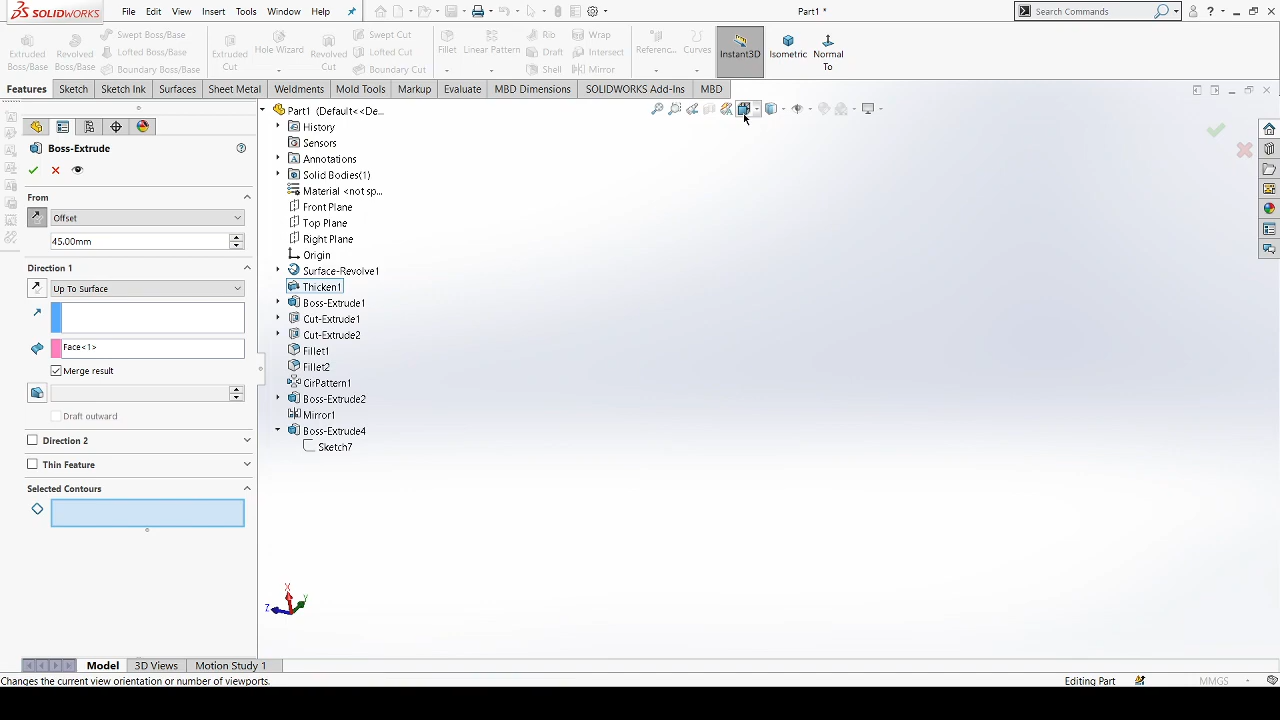 SOLIDWORKS
File
Edit
View
Insert
Tools
Window
Help
Part1 *
Search Commands
Extruded Boss/Base
Revolved Boss/Base
Swept Boss/Base
Lofted Boss/Base
Boundary Boss/Base
Extruded Cut
Hole Wizard
Revolved Cut
Swept Cut
Lofted Cut
Boundary Cut
Fillet
Linear Pattern
Rib
Draft
Shell
Wrap
Intersect
Mirror
Referenc...
Curves
Instant3D
Isometric
Normal To
Features
Sketch
Sketch Ink
Surfaces
Sheet Metal
Weldments
Mold Tools
Markup
Evaluate
MBD Dimensions
SOLIDWORKS Add-Ins
MBD
Boss-Extrude
From
Offset
45.00mm
Direction 1
Up To Surface
Face<1>
Merge result
Draft outward
Direction 2
Thin Feature
Selected Contours
Part1 (Default<<De...
History
Sensors
Annotations
Solid Bodies(1)
Material <not sp...
Front Plane
Top Plane
Right Plane
Origin
Surface-Revolve1
Thicken1
Boss-Extrude1
Cut-Extrude1
Cut-Extrude2
Fillet1
Fillet2
CirPattern1
Boss-Extrude2
Mirror1
Boss-Extrude4
Sketch7
X
Y
Z
Model
3D Views
Motion Study 1
Changes the current view orientation or number of viewports.
Editing Part
MMGS